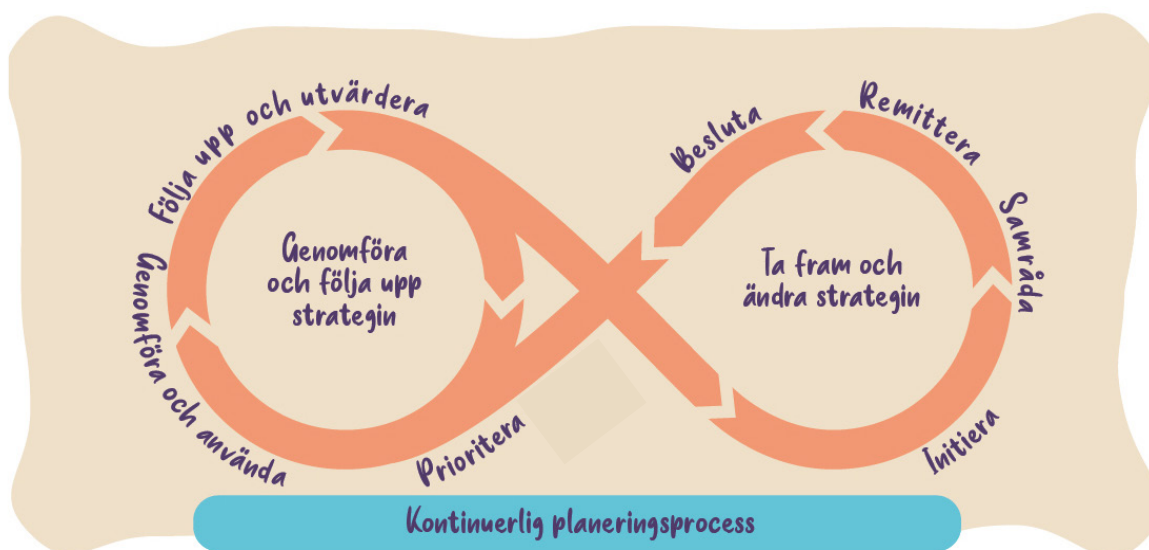 Följa upp och utvärdera
Genomföra och använda
Prioritera
Genomföra
och följa upp
strategin
Besluta
Remittera
Samråda
Initiera
Ta fram och
ändra strategin
Kontinuerlig planeringsprocess